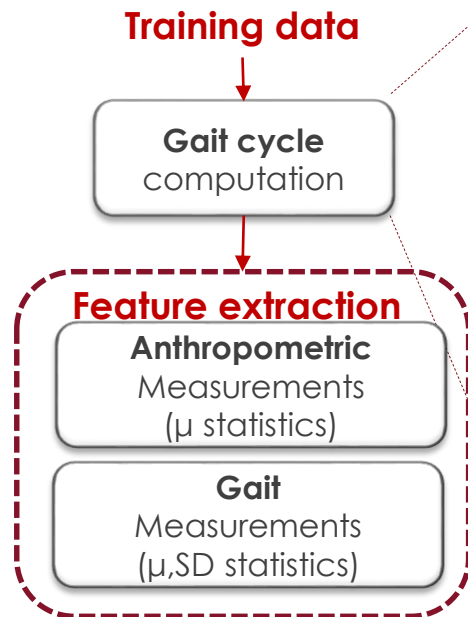 Training data
Gait cycle
computation
Feature extraction
Anthropometric
Measurements
(μ statistics)
Gait
Measurements
(μ,SD statistics)